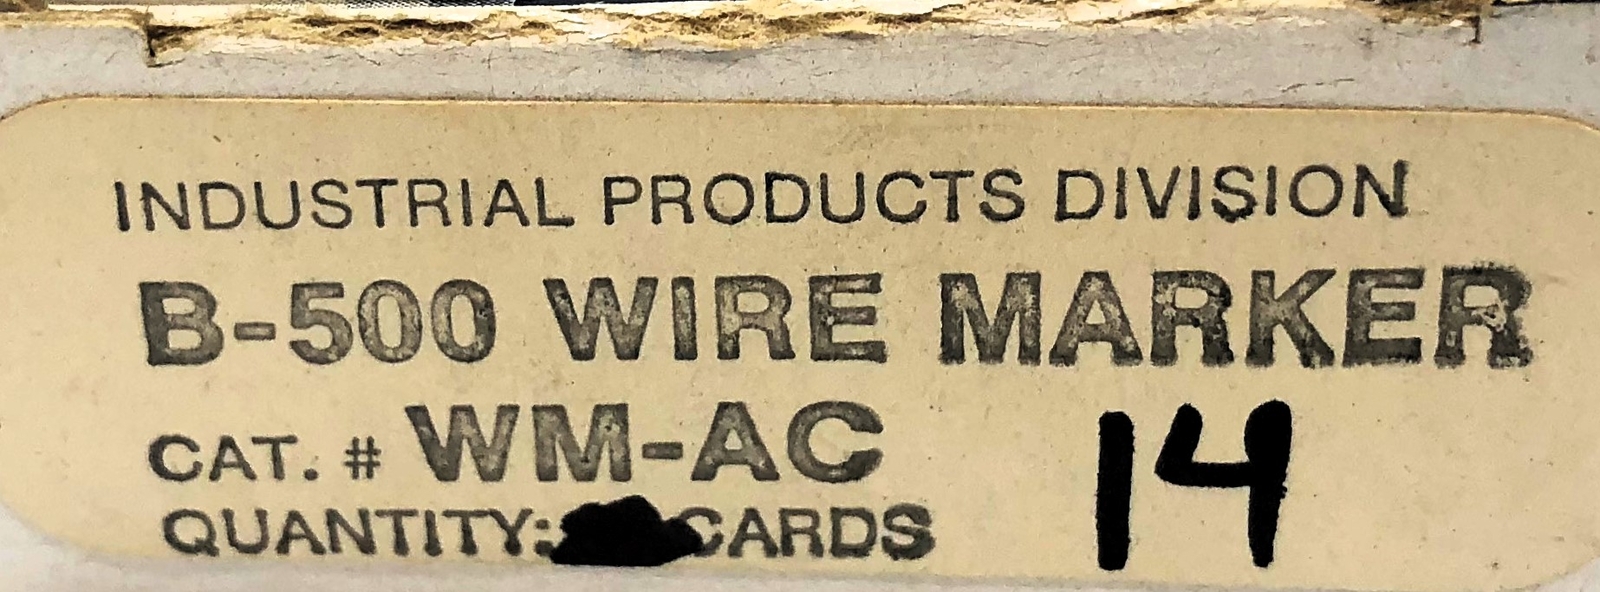 INDUSTRIAL PRODUCTS DIVISION
B-500 WIRE MARKER
CAT. # WM-AC 14
QUANTITY: CARDS